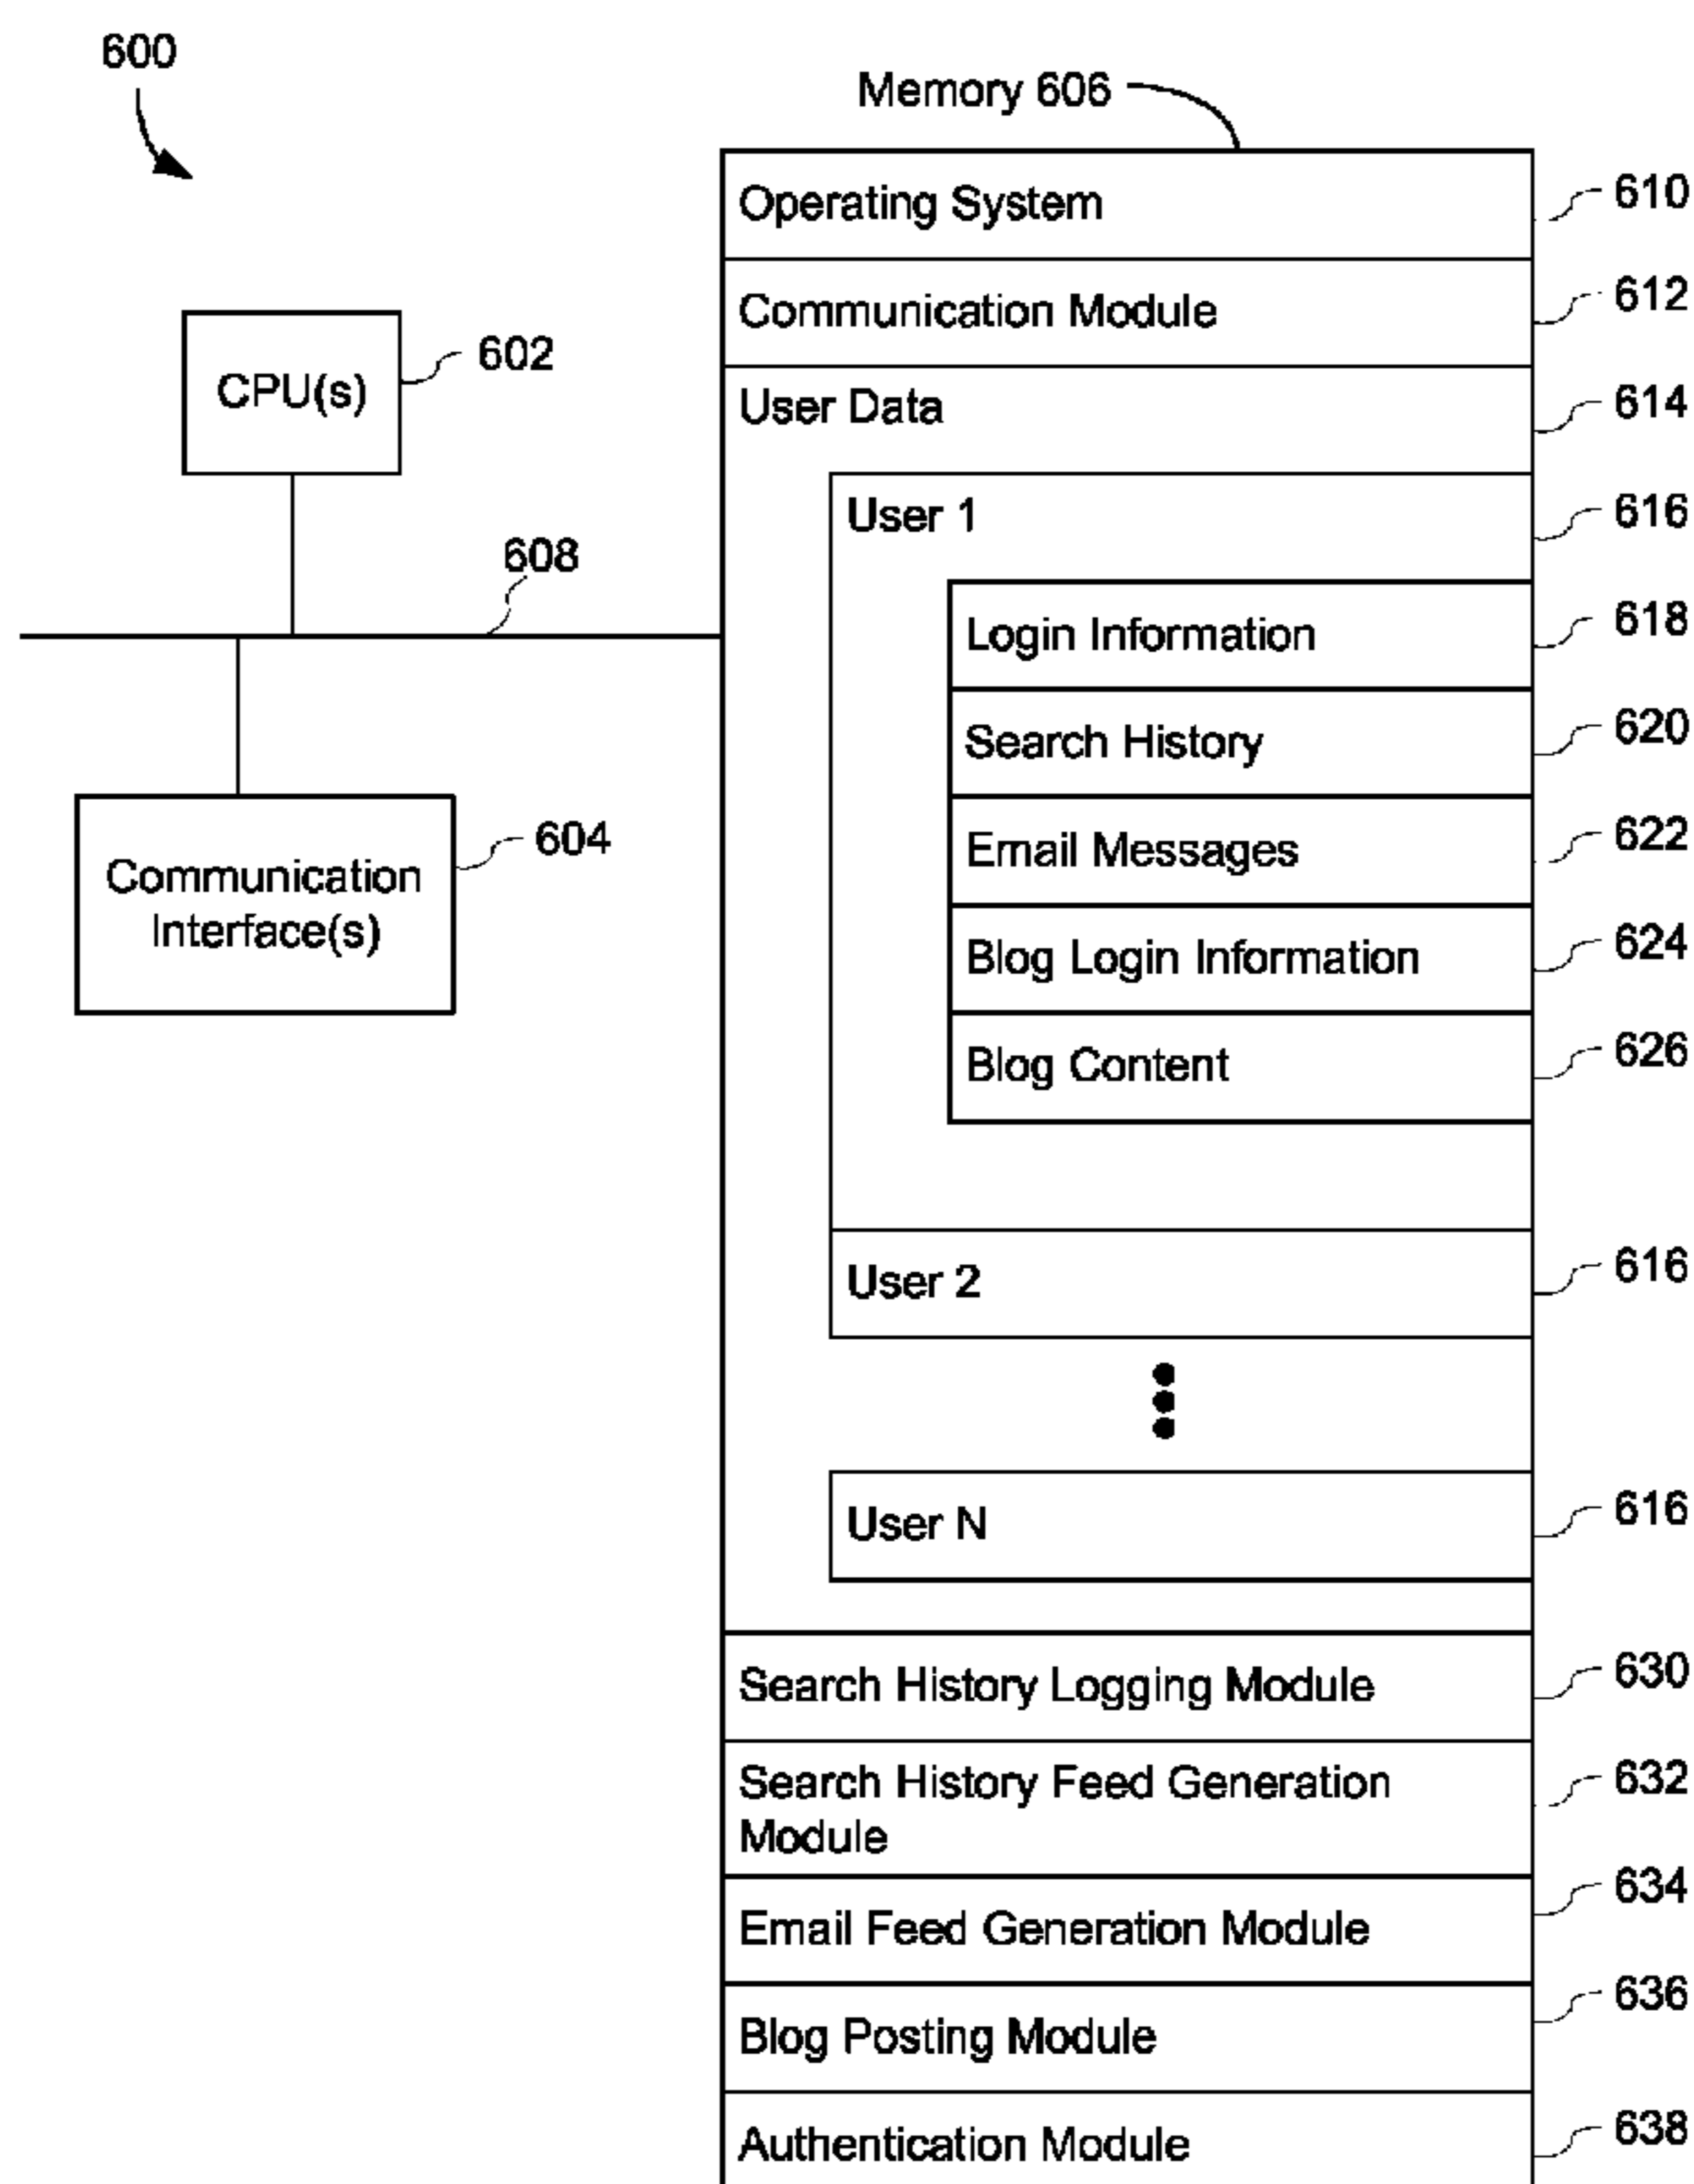 600
Memory 606
Operating System
610
Communication Module
612
CPU(s)
602
User Data
614
User 1
616
608
Login Information
618
Search History
620
Communication
Interface(s)
604
Email Messages
622
Blog Login Information
624
Blog Content
626
User 2
616
User N
616
Search History Logging Module
630
Search History Feed Generation
Module
632
Email Feed Generation Module
634
Blog Posting Module
636
Authentication Module
638